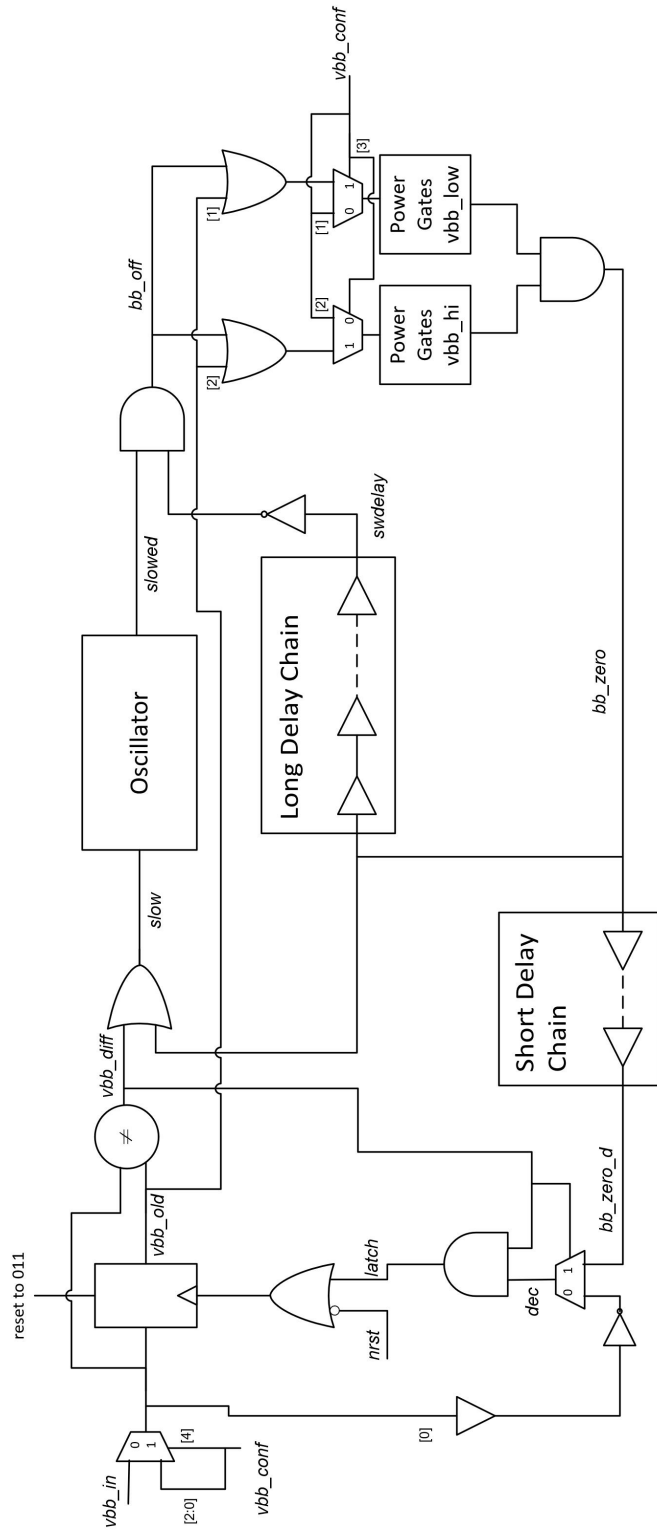 reset to 011
vbb_in
0
1
[4]
[2:0]
vbb_conf
[0]
vbb_old
≠
vbb_diff
slow
Oscillator
slowed
bb_off
nrst
latch
dec
0 1
bb_zero_d
Short Delay
Chain
Long Delay Chain
swdelay
bb_zero
[2]
[1]
[2]
[1]
1 0
0 1
[3]
vbb_conf
Power
Gates
vbb_hi
Power
Gates
vbb_low